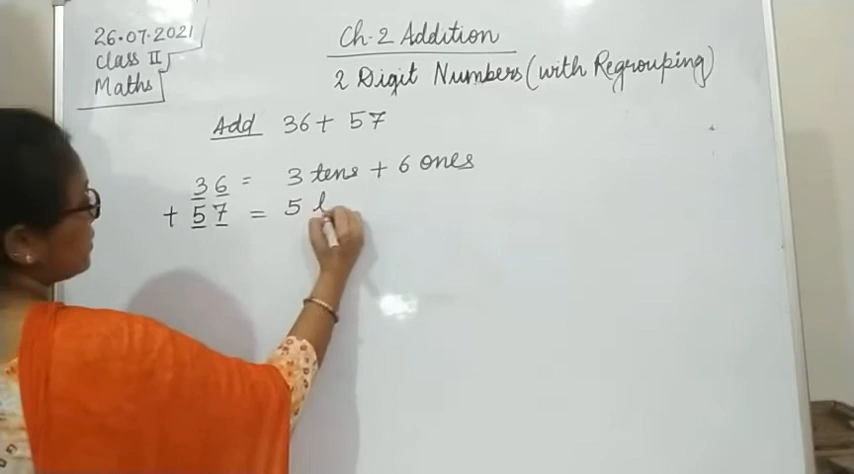 26.07.2021
Class II
Maths
Ch-2 Addition
2 Digit Numbers (with Regrouping)
Add 36 + 57
36 = 3 tens + 6 ones
+ 57 = 5 t